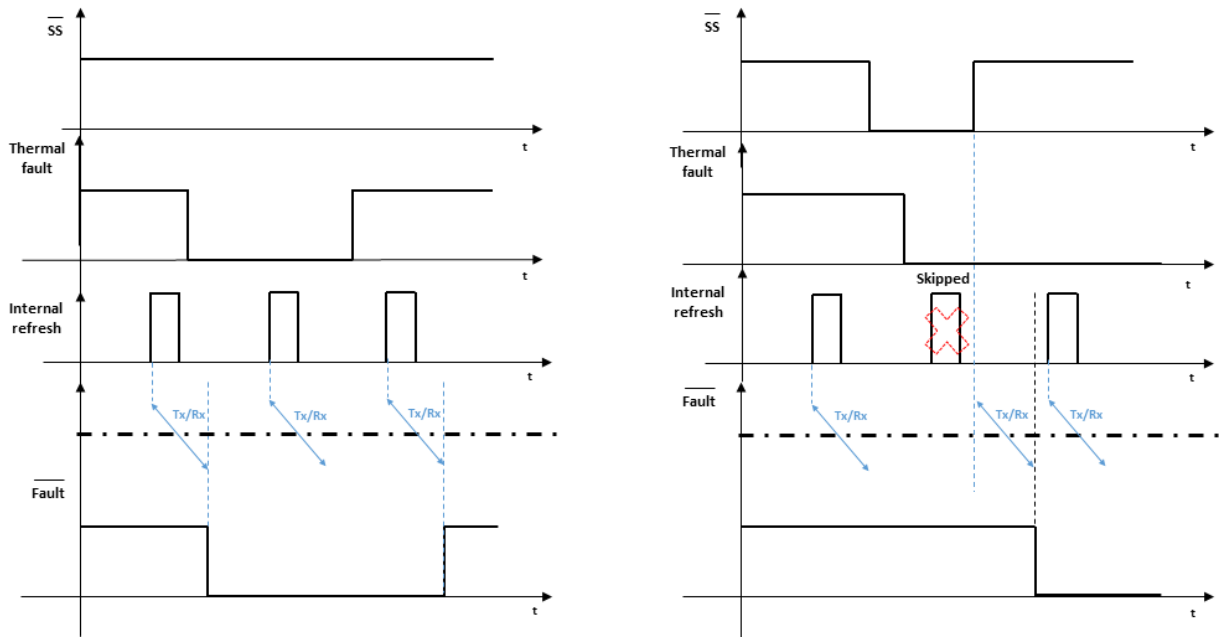 SS
t
Thermal
fault
t
Internal
refresh
t
Tx/Rx
Tx/Rx
Tx/Rx
Fault
t
SS
t
Thermal
fault
t
Skipped
Internal
refresh
t
Fault
Tx/Rx
Tx/Rx
Tx/Rx
t